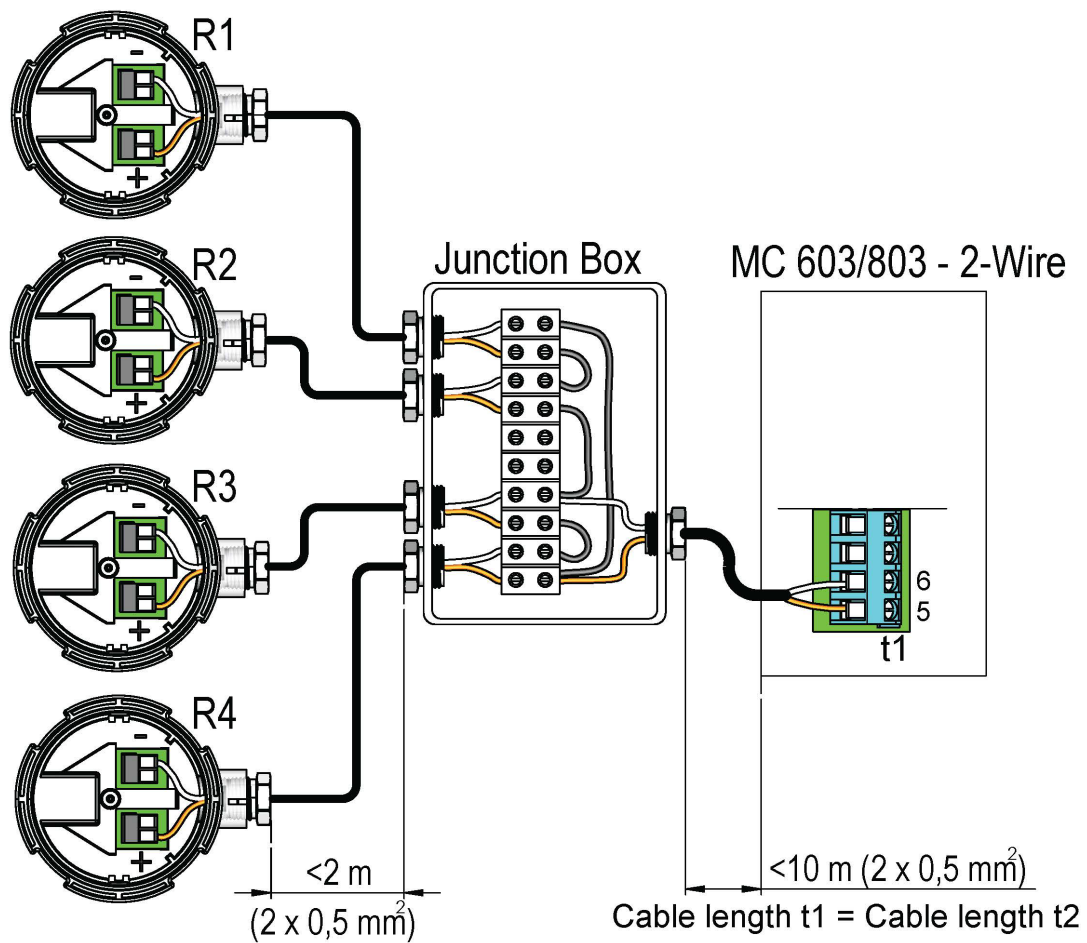 R1
-
+
R2
-
+
R3
-
+
R4
-
+
Junction Box
MC 603/803 - 2-Wire
6
5
t1
<2 m
(2 x 0,5 mm²)
<10 m (2 x 0,5 mm²)
Cable length t1 = Cable length t2